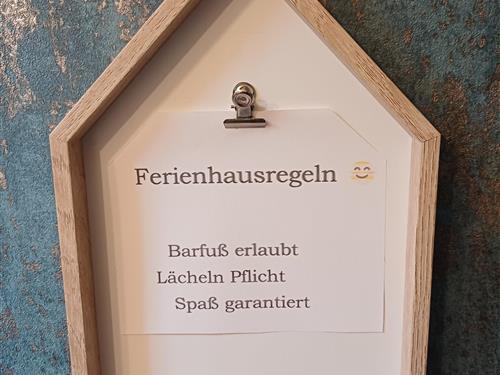 Ferienhausregeln 😊
Barfuß erlaubt
Lächeln Pflicht
Spaß garantiert